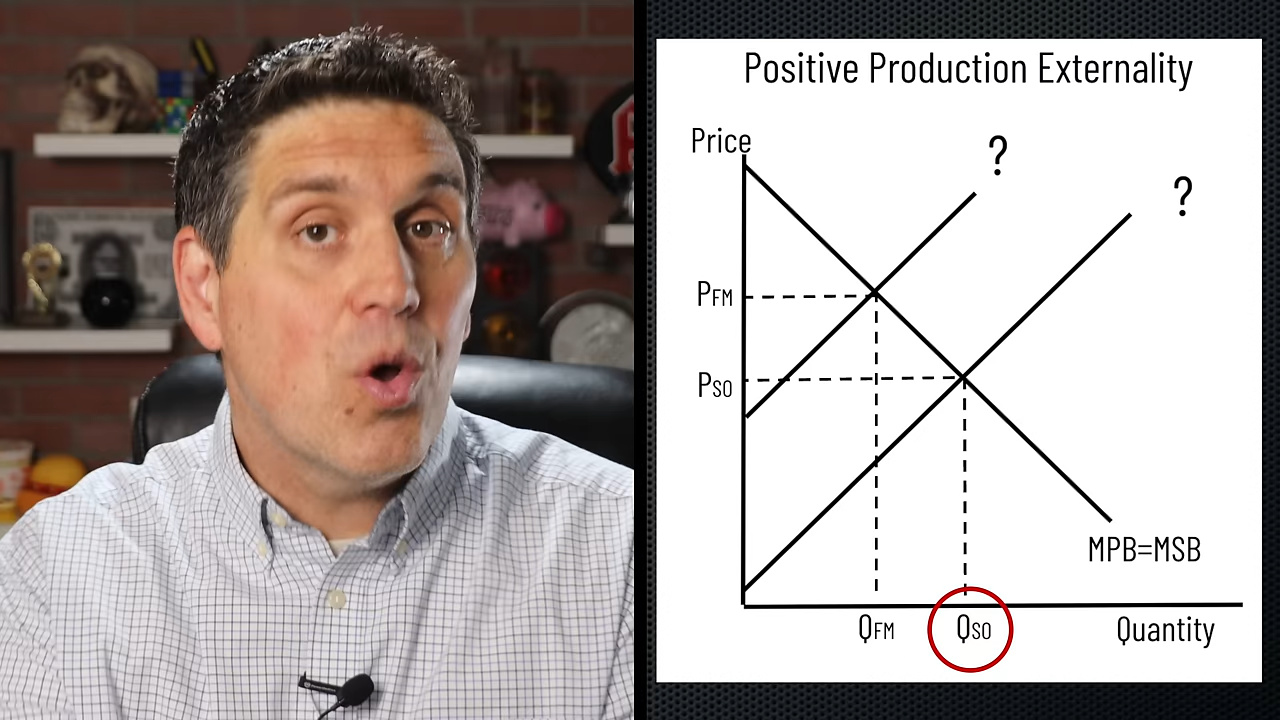 Positive Production Externality
Price
?
?
PFM
PSO
MPB=MSB
QFM
QSO
Quantity